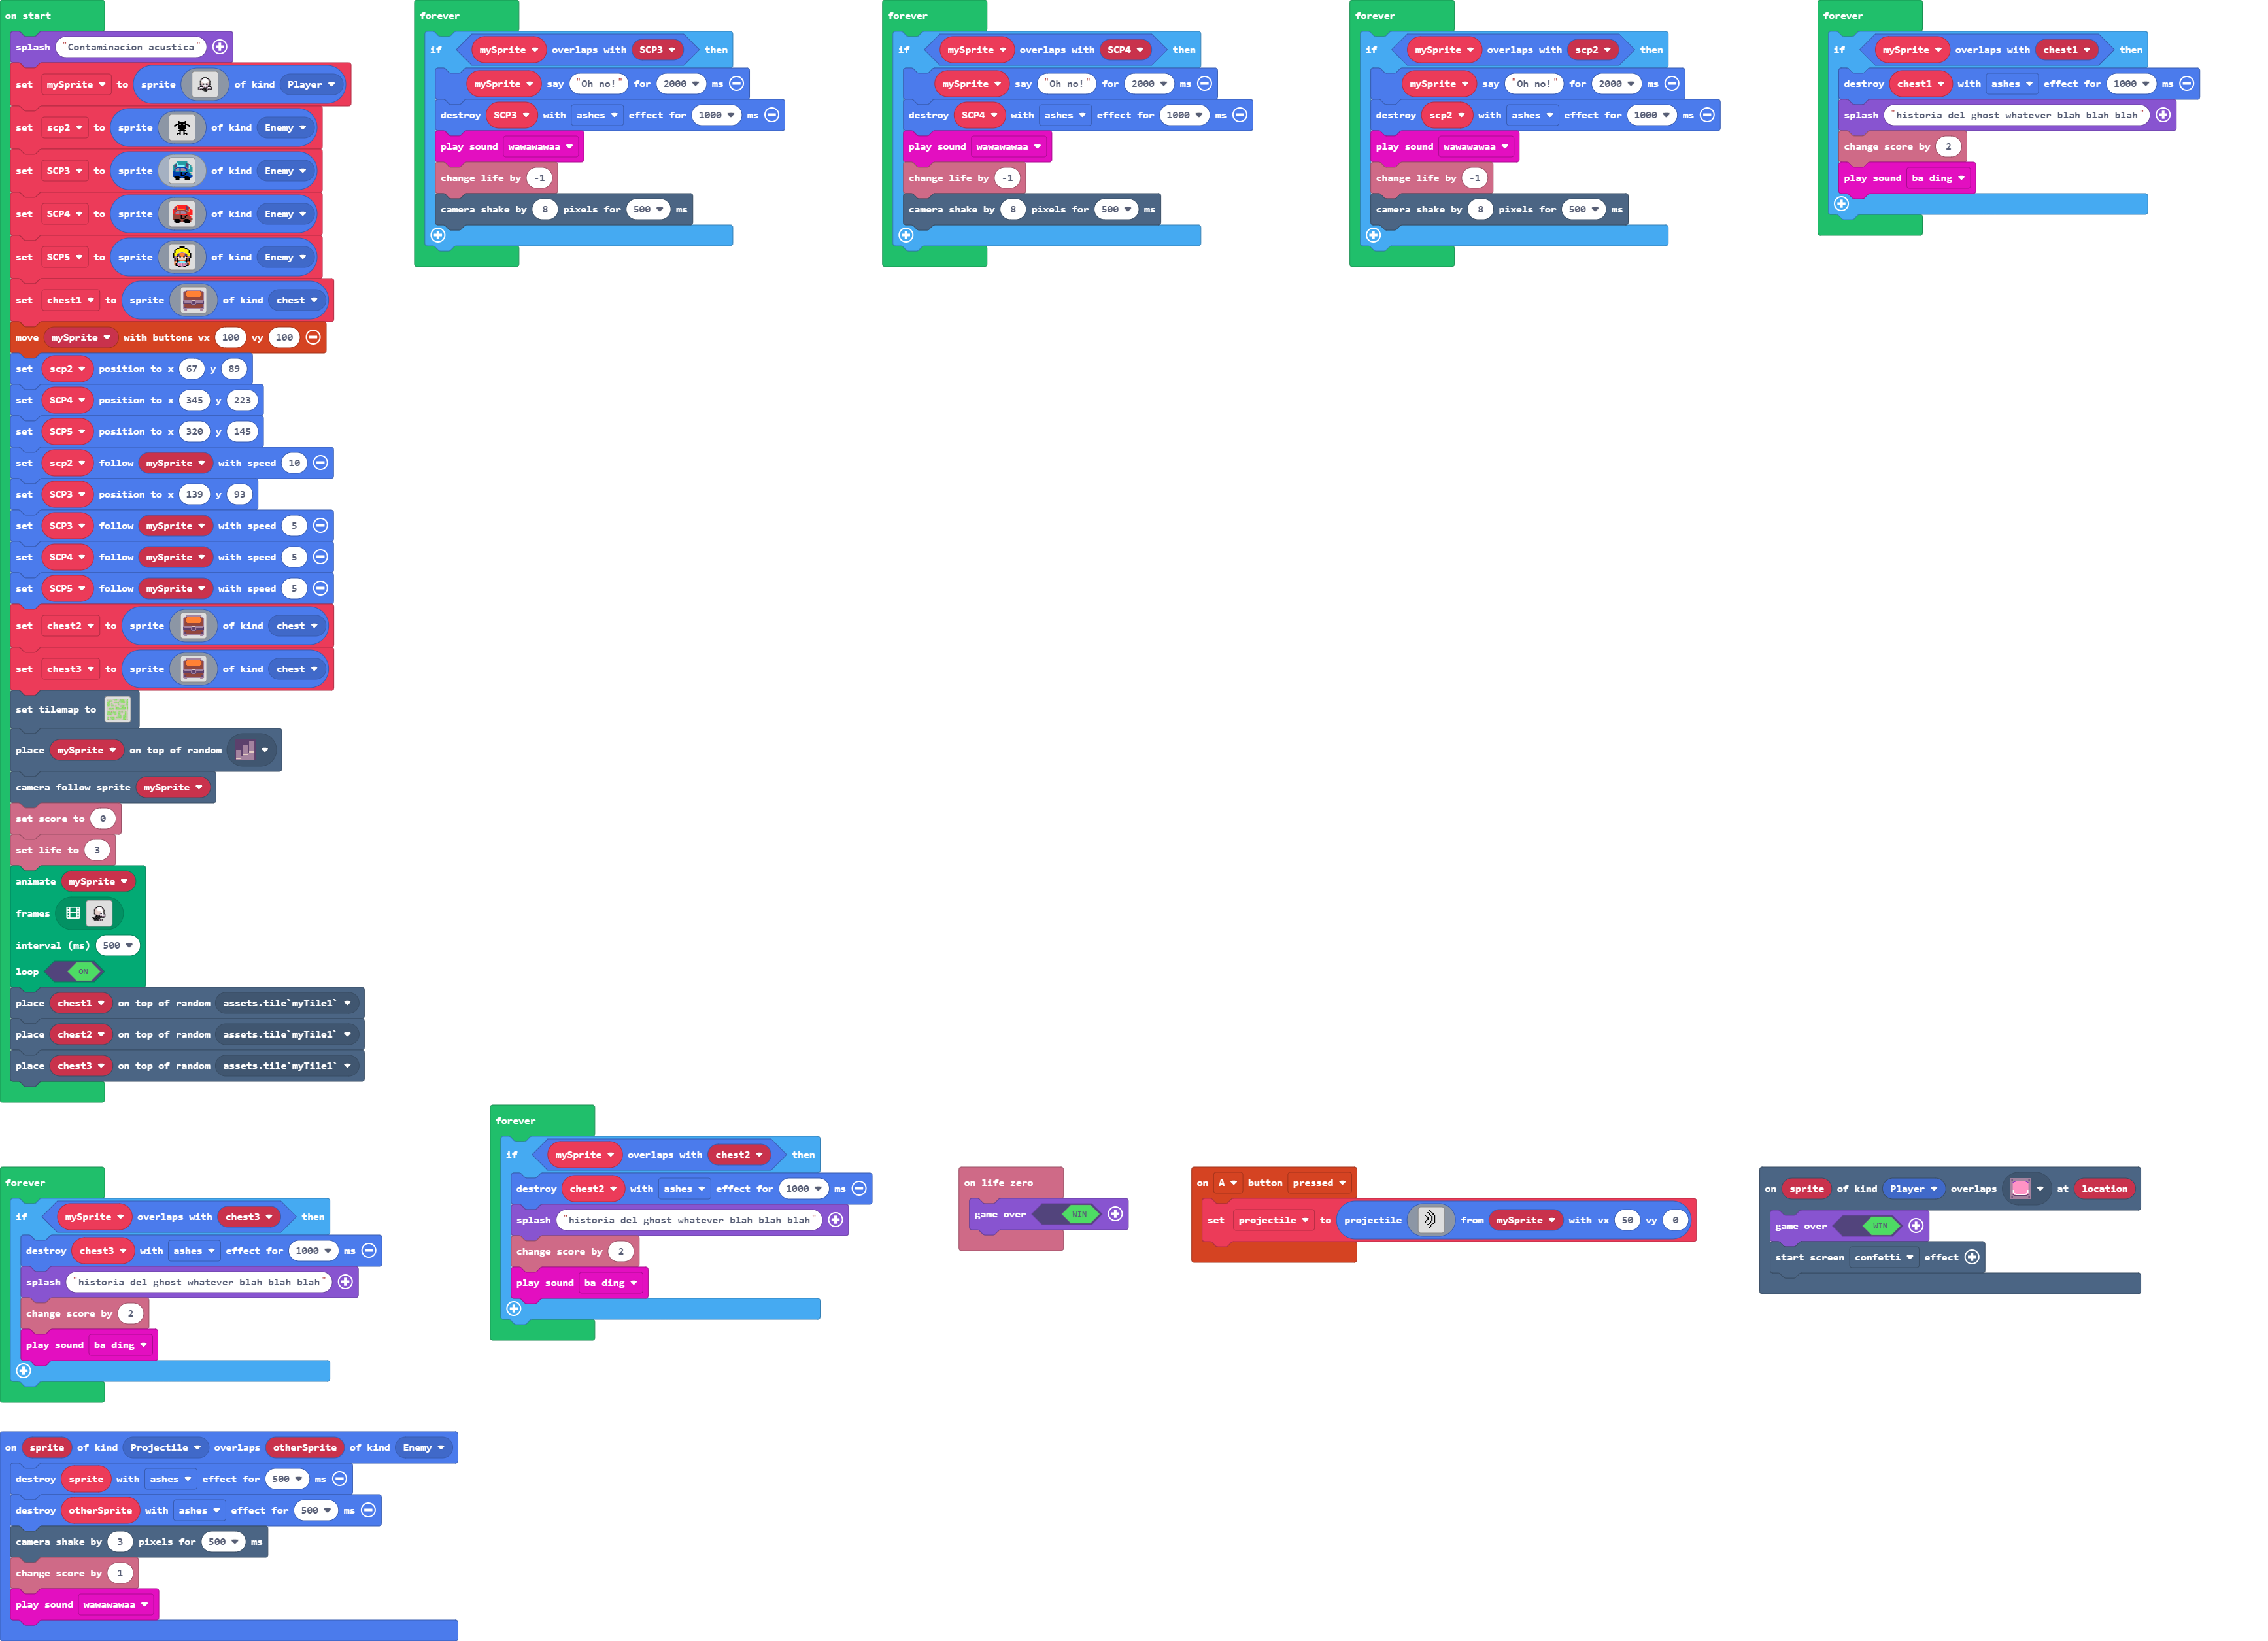 on start
splash "Contaminacion acustica"
set mySprite to sprite of kind Player
set scp2 to sprite of kind Enemy
set SCP3 to sprite of kind Enemy
set SCP4 to sprite of kind Enemy
set SCP5 to sprite of kind Enemy
set chest1 to sprite of kind chest
move mySprite with buttons vx 100 vy 100
set scp2 position to x 67 y 89
set SCP4 position to x 345 y 223
set SCP5 position to x 320 y 145
set scp2 follow mySprite with speed 10
set SCP3 position to x 139 y 93
set SCP3 follow mySprite with speed 5
set SCP4 follow mySprite with speed 5
set SCP5 follow mySprite with speed 5
set chest2 to sprite of kind chest
set chest3 to sprite of kind chest
set tilemap to
place mySprite on top of random
camera follow sprite mySprite
set score to 0
set life to 3
animate mySprite
frames
interval (ms) 500
loop ON
place chest1 on top of random assets.tile`myTile1`
place chest2 on top of random assets.tile`myTile1`
place chest3 on top of random assets.tile`myTile1`
forever
if mySprite overlaps with SCP3 then
mySprite say "Oh no!" for 2000 ms
destroy SCP3 with ashes effect for 1000 ms
play sound wawawawaa
change life by -1
camera shake by 8 pixels for 500 ms
forever
if mySprite overlaps with SCP4 then
mySprite say "Oh no!" for 2000 ms
destroy SCP4 with ashes effect for 1000 ms
play sound wawawawaa
change life by -1
camera shake by 8 pixels for 500 ms
forever
if mySprite overlaps with scp2 then
mySprite say "Oh no!" for 2000 ms
destroy scp2 with ashes effect for 1000 ms
play sound wawawawaa
change life by -1
camera shake by 8 pixels for 500 ms
forever
if mySprite overlaps with chest1 then
destroy chest1 with ashes effect for 1000 ms
splash "historia del ghost whatever blah blah blah"
change score by 2
play sound ba ding
forever
if mySprite overlaps with chest3 then
destroy chest3 with ashes effect for 1000 ms
splash "historia del ghost whatever blah blah blah"
change score by 2
play sound ba ding
forever
if mySprite overlaps with chest2 then
destroy chest2 with ashes effect for 1000 ms
splash "historia del ghost whatever blah blah blah"
change score by 2
play sound ba ding
on life zero
game over WIN
on A button pressed
set projectile to projectile from mySprite with vx 50 vy 0
on sprite of kind Player overlaps at location
game over WIN
start screen confetti effect
on sprite of kind Projectile overlaps otherSprite of kind Enemy
destroy sprite with ashes effect for 500 ms
destroy otherSprite with ashes effect for 500 ms
camera shake by 3 pixels for 500 ms
change score by 1
play sound wawawawaa